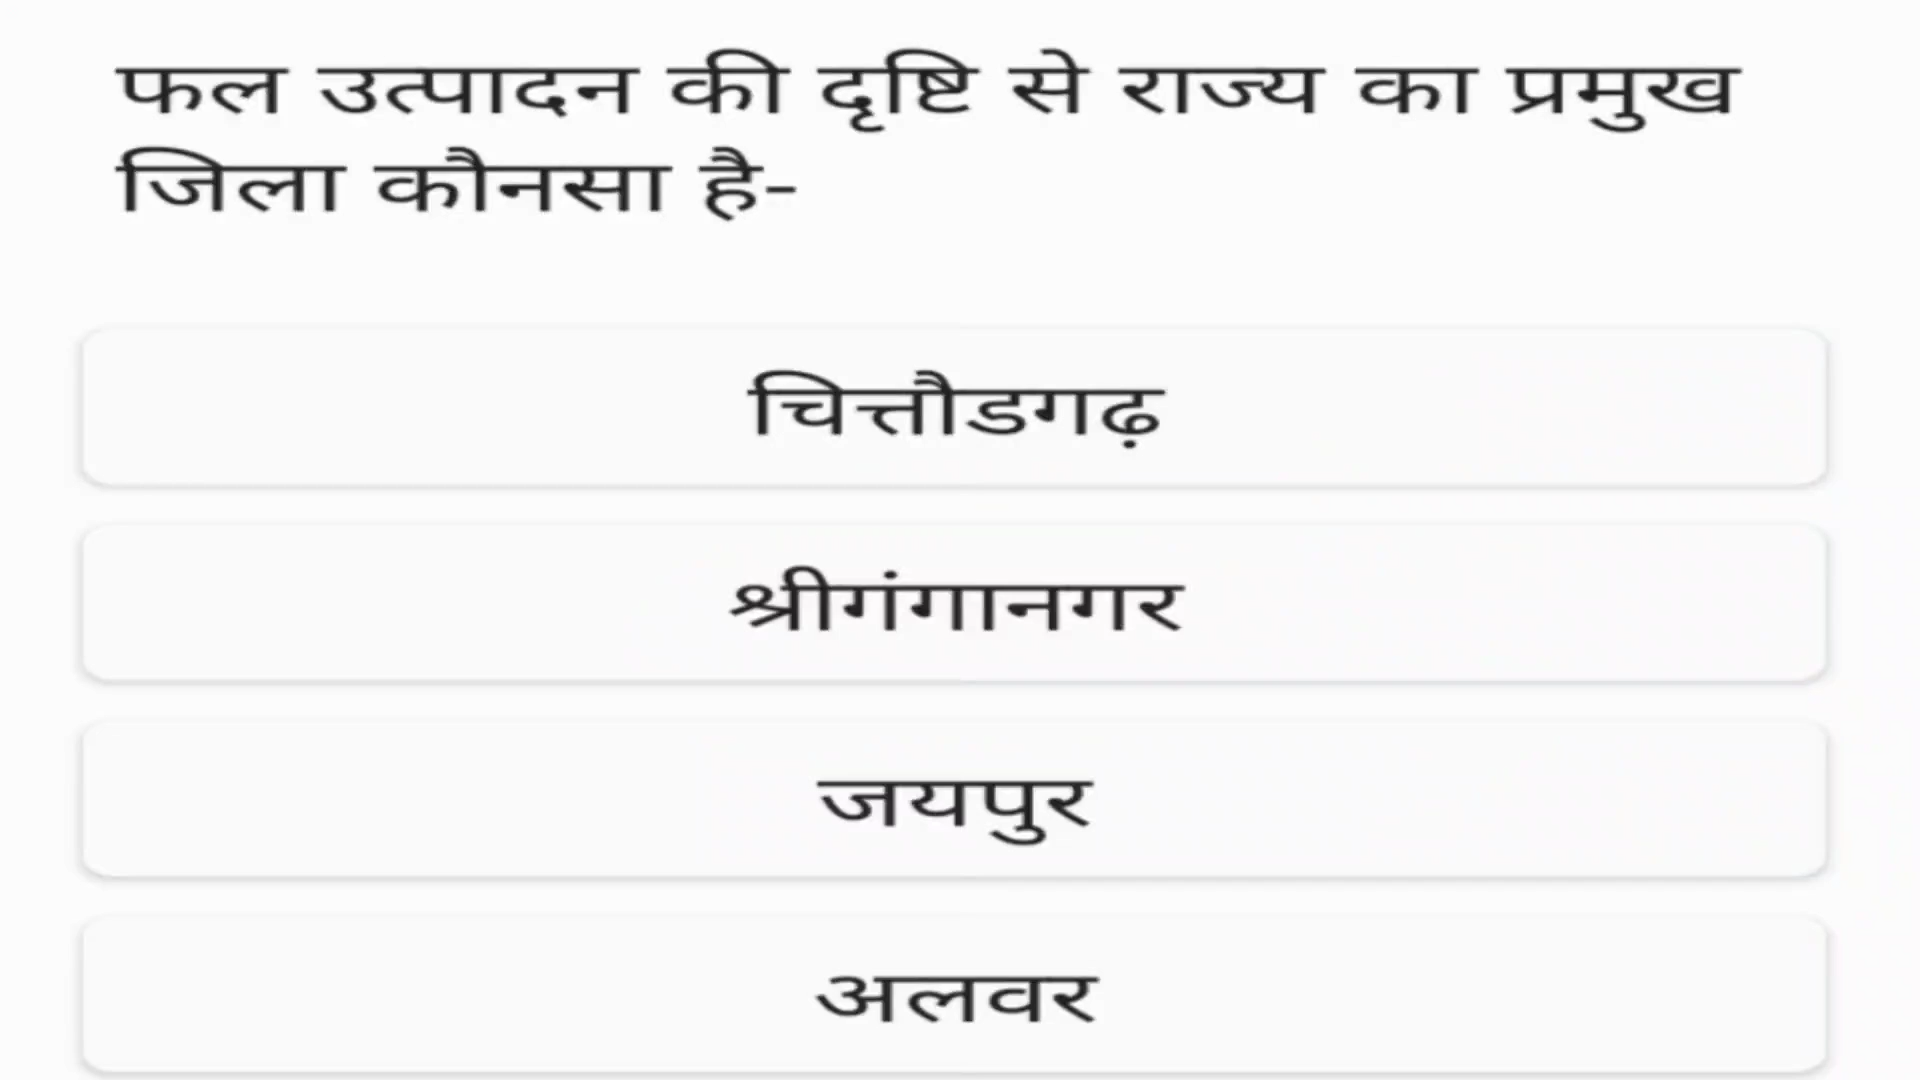 फल उत्पादन की दृष्टि से राज्य का प्रमुख
जिला कौनसा है-
चित्तौडगढ़
श्रीगंगानगर
जयपुर
अलवर